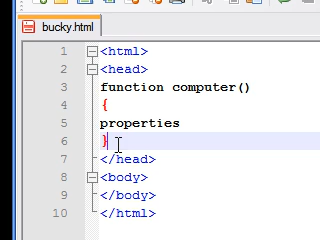 bucky.html
1 <html>
2 <head>
3 function computer()
4 {
5 properties
6 }
7 </head>
8 <body>
9 </body>
10 </html>